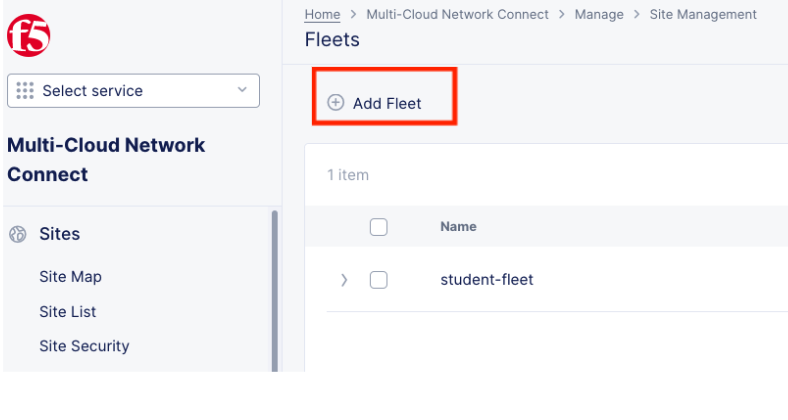 f5
Select service
Multi-Cloud Network
Connect
Sites
Site Map
Site List
Site Security
Home > Multi-Cloud Network Connect > Manage > Site Management
Fleets
Add Fleet
1 item
Name
student-fleet